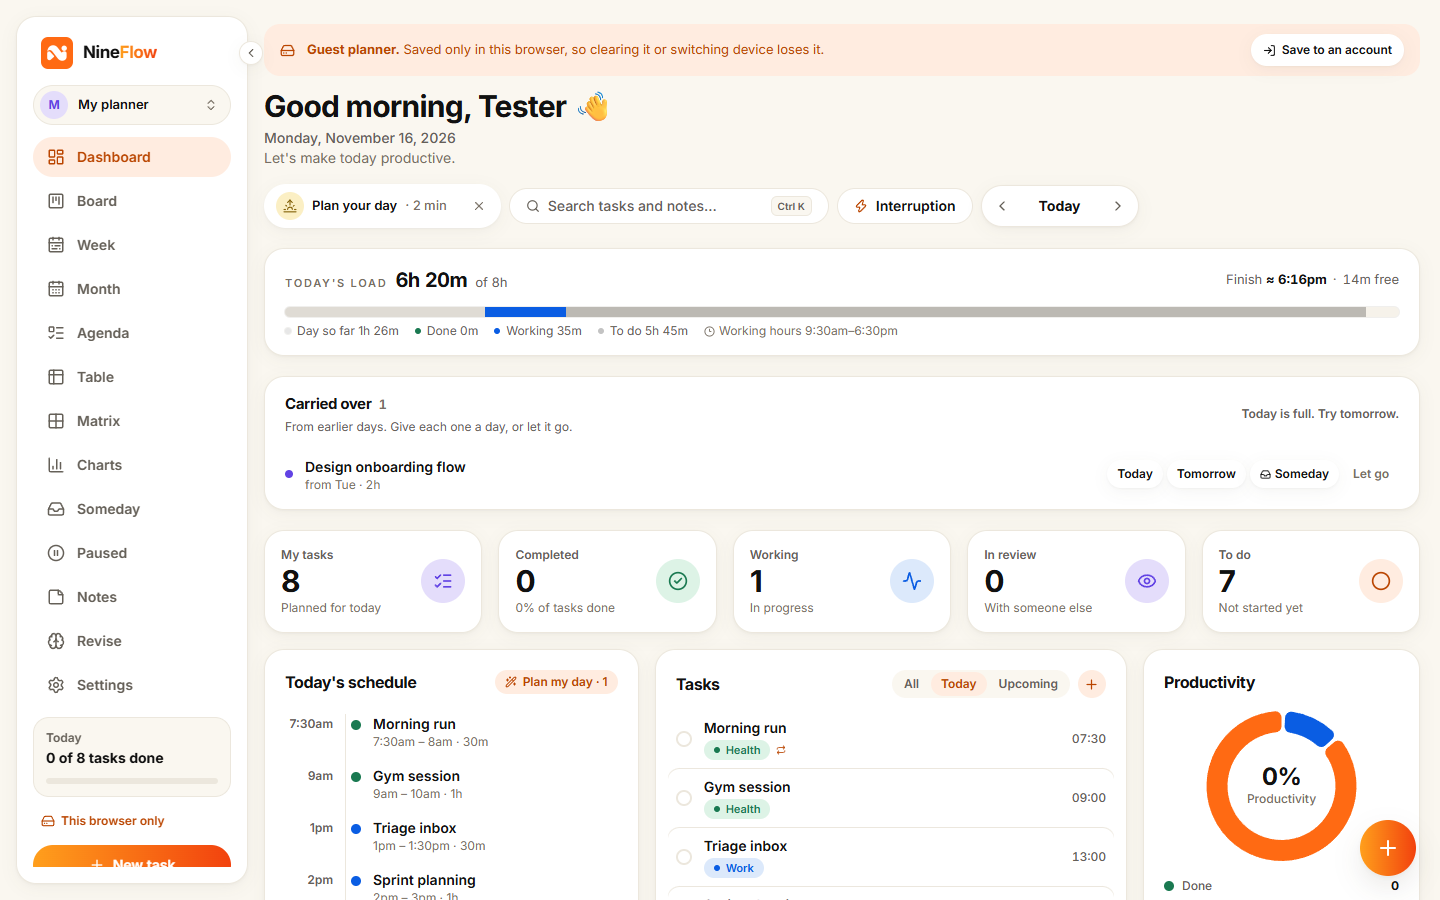 NineFlow
M My planner
Dashboard
Board
Week
Month
Agenda
Table
Matrix
Charts
Someday
Paused
Notes
Revise
Settings
Today
0 of 8 tasks done
This browser only
New task
Guest planner. Saved only in this browser, so clearing it or switching device loses it.
Save to an account
Good morning, Tester
Monday, November 16, 2026
Let's make today productive.
Plan your day · 2 min
Search tasks and notes...
Ctrl K
Interruption
Today
TODAY'S LOAD 6h 20m of 8h
Finish ≈ 6:16pm · 14m free
Day so far 1h 26m
Done 0m
Working 35m
To do 5h 45m
Working hours 9:30am–6:30pm
Carried over 1
From earlier days. Give each one a day, or let it go.
Today is full. Try tomorrow.
Design onboarding flow
from Tue · 2h
Today
Tomorrow
Someday
Let go
My tasks
8
Planned for today
Completed
0
0% of tasks done
Working
1
In progress
In review
0
With someone else
To do
7
Not started yet
Today's schedule
Plan my day · 1
7:30am
Morning run
7:30am – 8am · 30m
9am
Gym session
9am – 10am · 1h
1pm
Triage inbox
1pm – 1:30pm · 30m
2pm
Sprint planning
2pm – 3pm · 1h
Tasks
All
Today
Upcoming
Morning run
Health
07:30
Gym session
Health
09:00
Triage inbox
Work
13:00
Productivity
0%
Productivity
Done
0